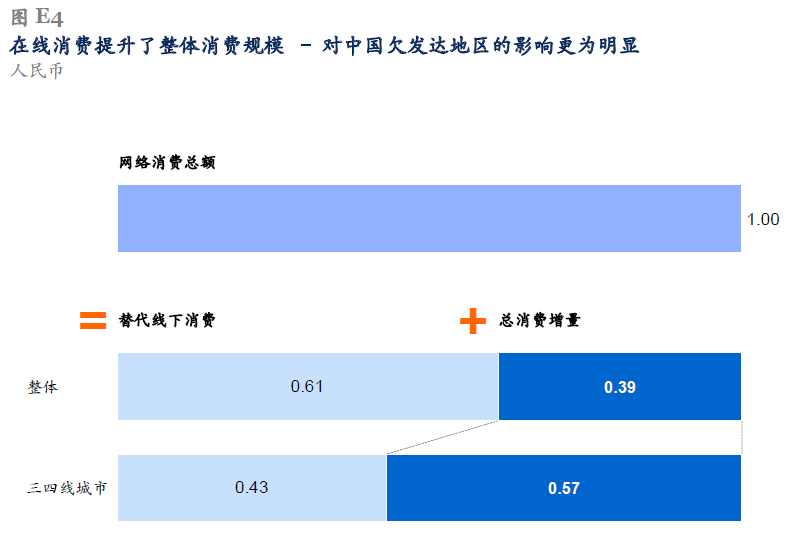 图 E4
在线消费提升了整体消费规模 － 对中国欠发达地区的影响更为明显
人民币
网络消费总额
1.00
= 替代线下消费 + 总消费增量
整体 0.61 0.39
三四线城市 0.43 0.57